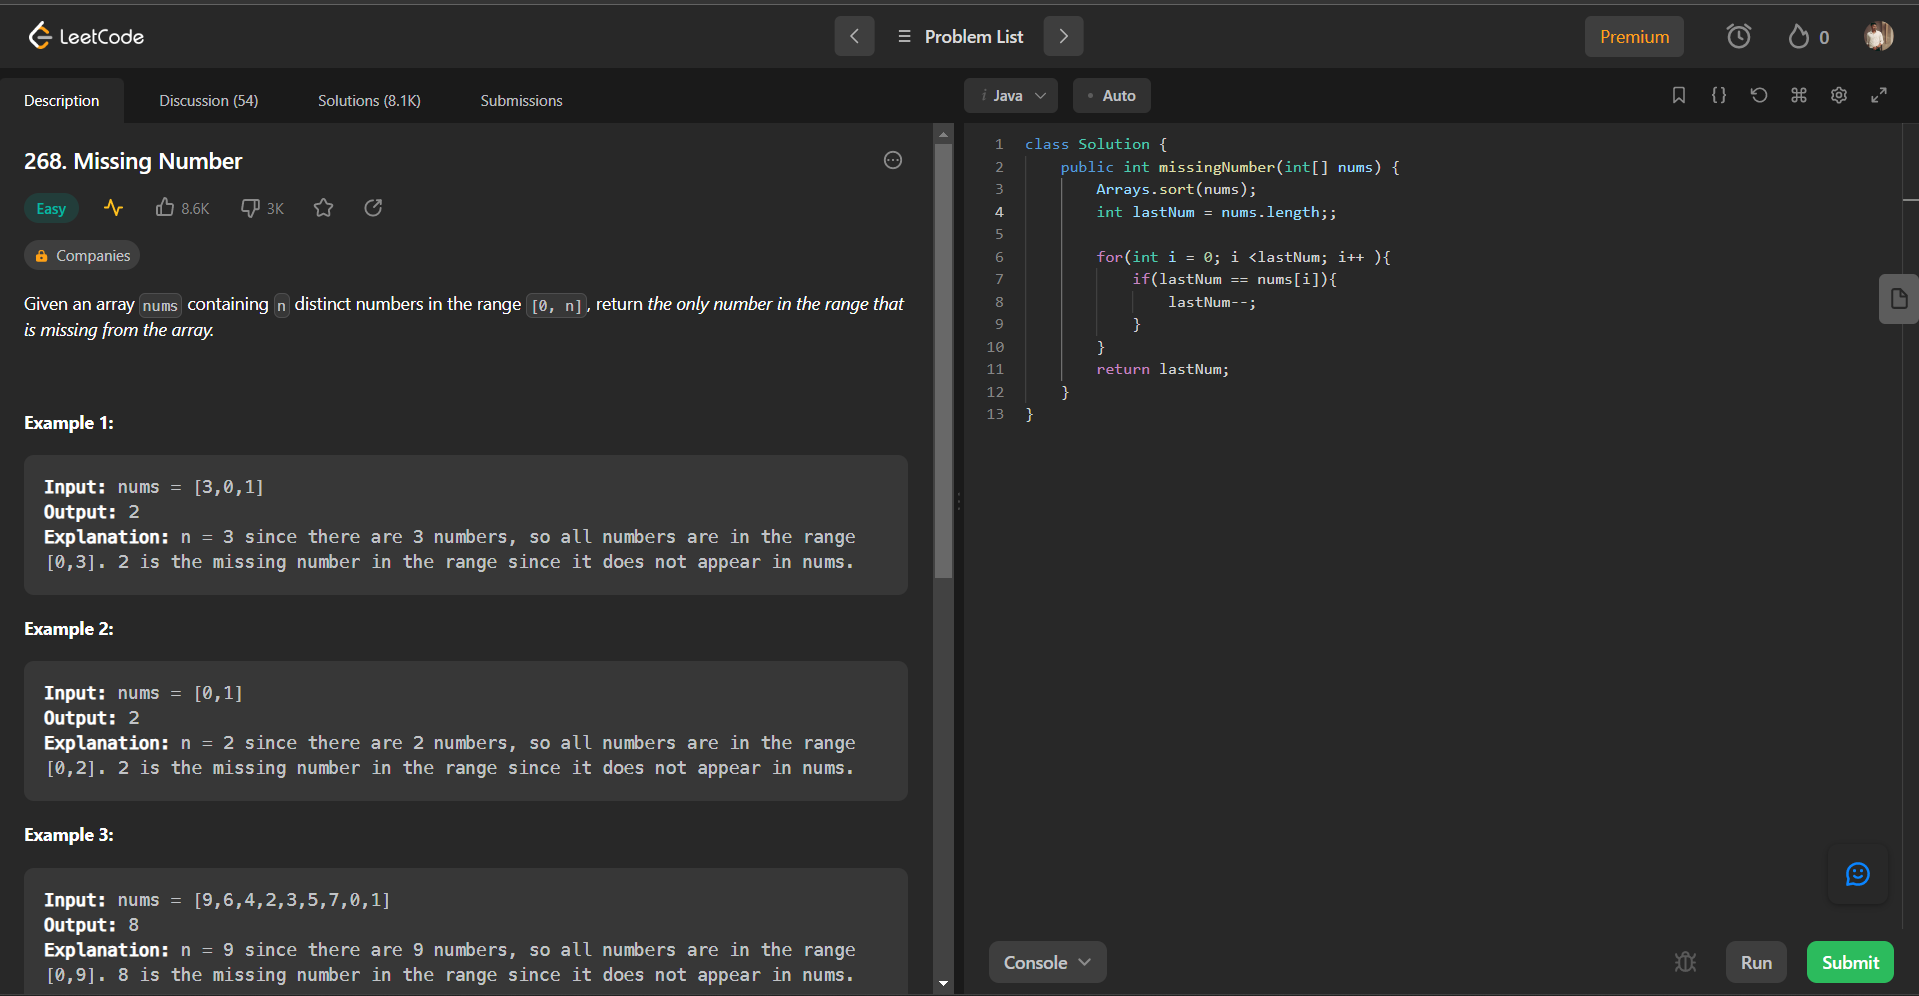 LeetCode
Problem List
Premium
0
Description
Discussion (54)
Solutions (8.1K)
Submissions
268. Missing Number
Easy
8.6K
3K
Companies
Given an array nums containing n distinct numbers in the range [0, n], return the only number in the range that
is missing from the array.
Example 1:
Input: nums = [3,0,1]
Output: 2
Explanation: n = 3 since there are 3 numbers, so all numbers are in the range
[0,3]. 2 is the missing number in the range since it does not appear in nums.
Example 2:
Input: nums = [0,1]
Output: 2
Explanation: n = 2 since there are 2 numbers, so all numbers are in the range
[0,2]. 2 is the missing number in the range since it does not appear in nums.
Example 3:
Input: nums = [9,6,4,2,3,5,7,0,1]
Output: 8
Explanation: n = 9 since there are 9 numbers, so all numbers are in the range
[0,9]. 8 is the missing number in the range since it does not appear in nums.
i Java
• Auto
{}
1 class Solution {
2     public int missingNumber(int[] nums) {
3         Arrays.sort(nums);
4         int lastNum = nums.length;;
5
6         for(int i = 0; i <lastNum; i++ ){
7             if(lastNum == nums[i]){
8                 lastNum--;
9             }
10         }
11         return lastNum;
12     }
13 }
Console
Run
Submit